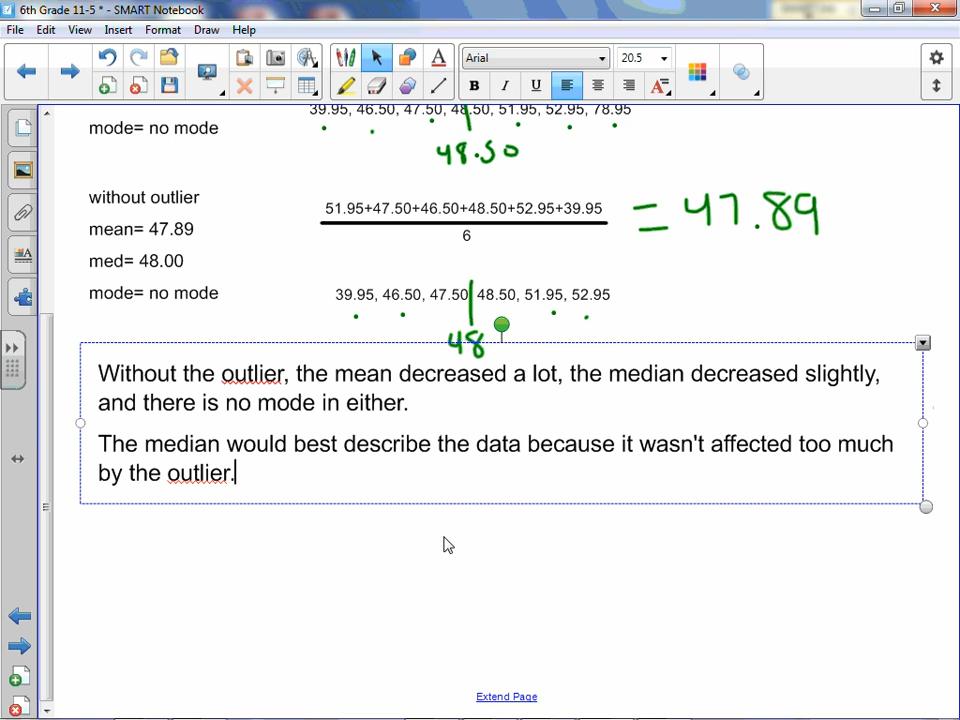 6th Grade 11-5 * - SMART Notebook
File Edit View Insert Format Draw Help
Arial 20.5
B I U A
39.95, 46.50, 47.50, 48.50, 51.95, 52.95, 78.95
mode= no mode
48.50
without outlier
51.95+47.50+46.50+48.50+52.95+39.95
= 47.89
mean= 47.89
6
med= 48.00
mode= no mode
39.95, 46.50, 47.50, 48.50, 51.95, 52.95
48
Without the outlier, the mean decreased a lot, the median decreased slightly,
and there is no mode in either.
The median would best describe the data because it wasn't affected too much
by the outlier.
Extend Page